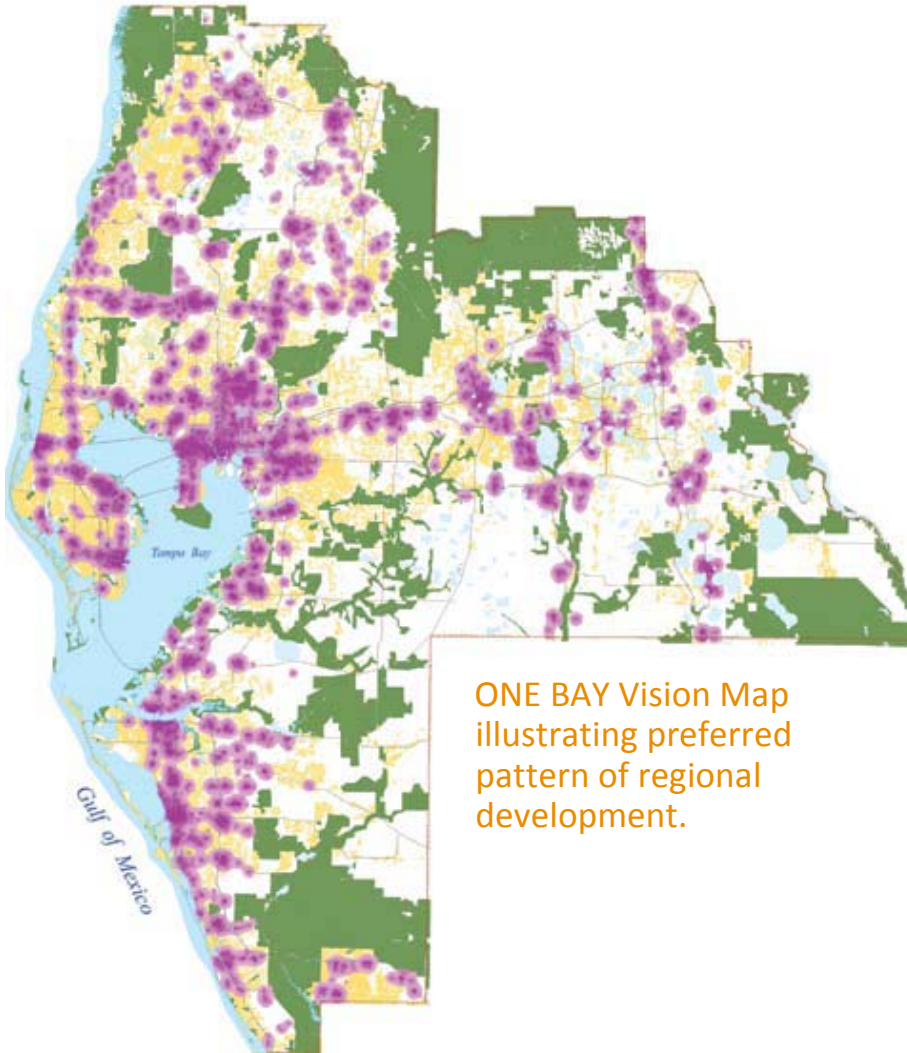 Tampa Bay
ONE BAY Vision Map
illustrating preferred
pattern of regional
development.
Gulf of Mexico